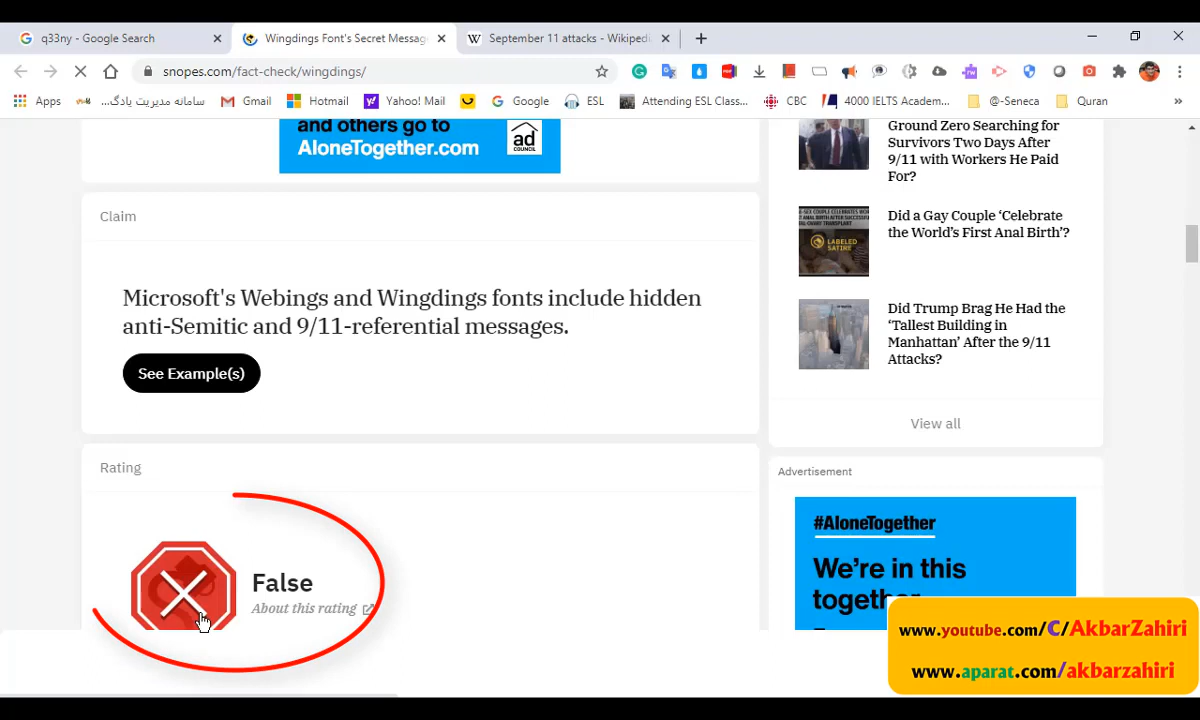 q33ny - Google Search
Wingdings Font's Secret Messag
September 11 attacks - Wikiped
snopes.com/fact-check/wingdings/
Apps
سامانه مدیریت یادگ...
Gmail
Hotmail
Yahoo! Mail
Google
ESL
Attending ESL Class...
CBC
4000 IELTS Academ...
@-Seneca
Quran
»
and others go to
AloneTogether.com
ad
COUNCIL
Claim
Microsoft's Webings and Wingdings fonts include hidden
anti-Semitic and 9/11-referential messages.
See Example(s)
Rating
False
About this rating
Ground Zero Searching for
Survivors Two Days After
9/11 with Workers He Paid
For?
LABELED
SATIRE
Did a Gay Couple ‘Celebrate
the World’s First Anal Birth’?
Did Trump Brag He Had the
‘Tallest Building in
Manhattan’ After the 9/11
Attacks?
View all
Advertisement
#AloneTogether
We’re in this
together
www.youtube.com/C/AkbarZahiri
www.aparat.com/akbarzahiri